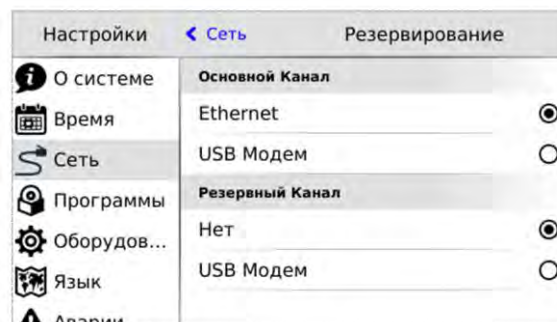 Настройки
Сеть
Резервирование
О системе
Время
Сеть
Программы
Оборудов...
Язык
Аварии
Основной Канал
Ethernet
USB Модем
Резервный Канал
Нет
USB Модем